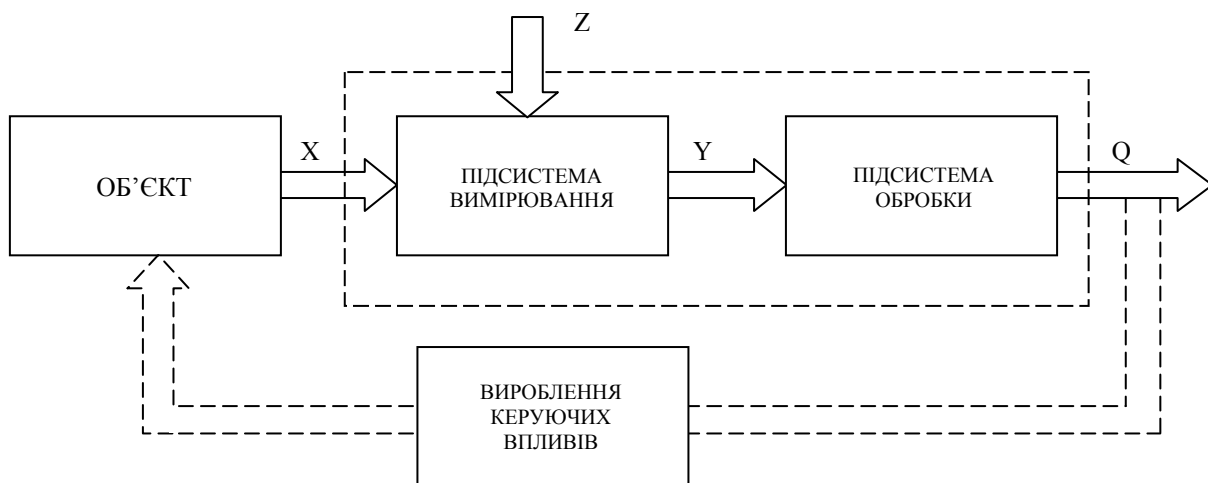 Z
X
Y
Q
ОБ’ЄКТ
ПІДСИСТЕМА
ВИМІРЮВАННЯ
ПІДСИСТЕМА
ОБРОБКИ
ВИРОБЛЕННЯ
КЕРУЮЧИХ
ВПЛИВІВ